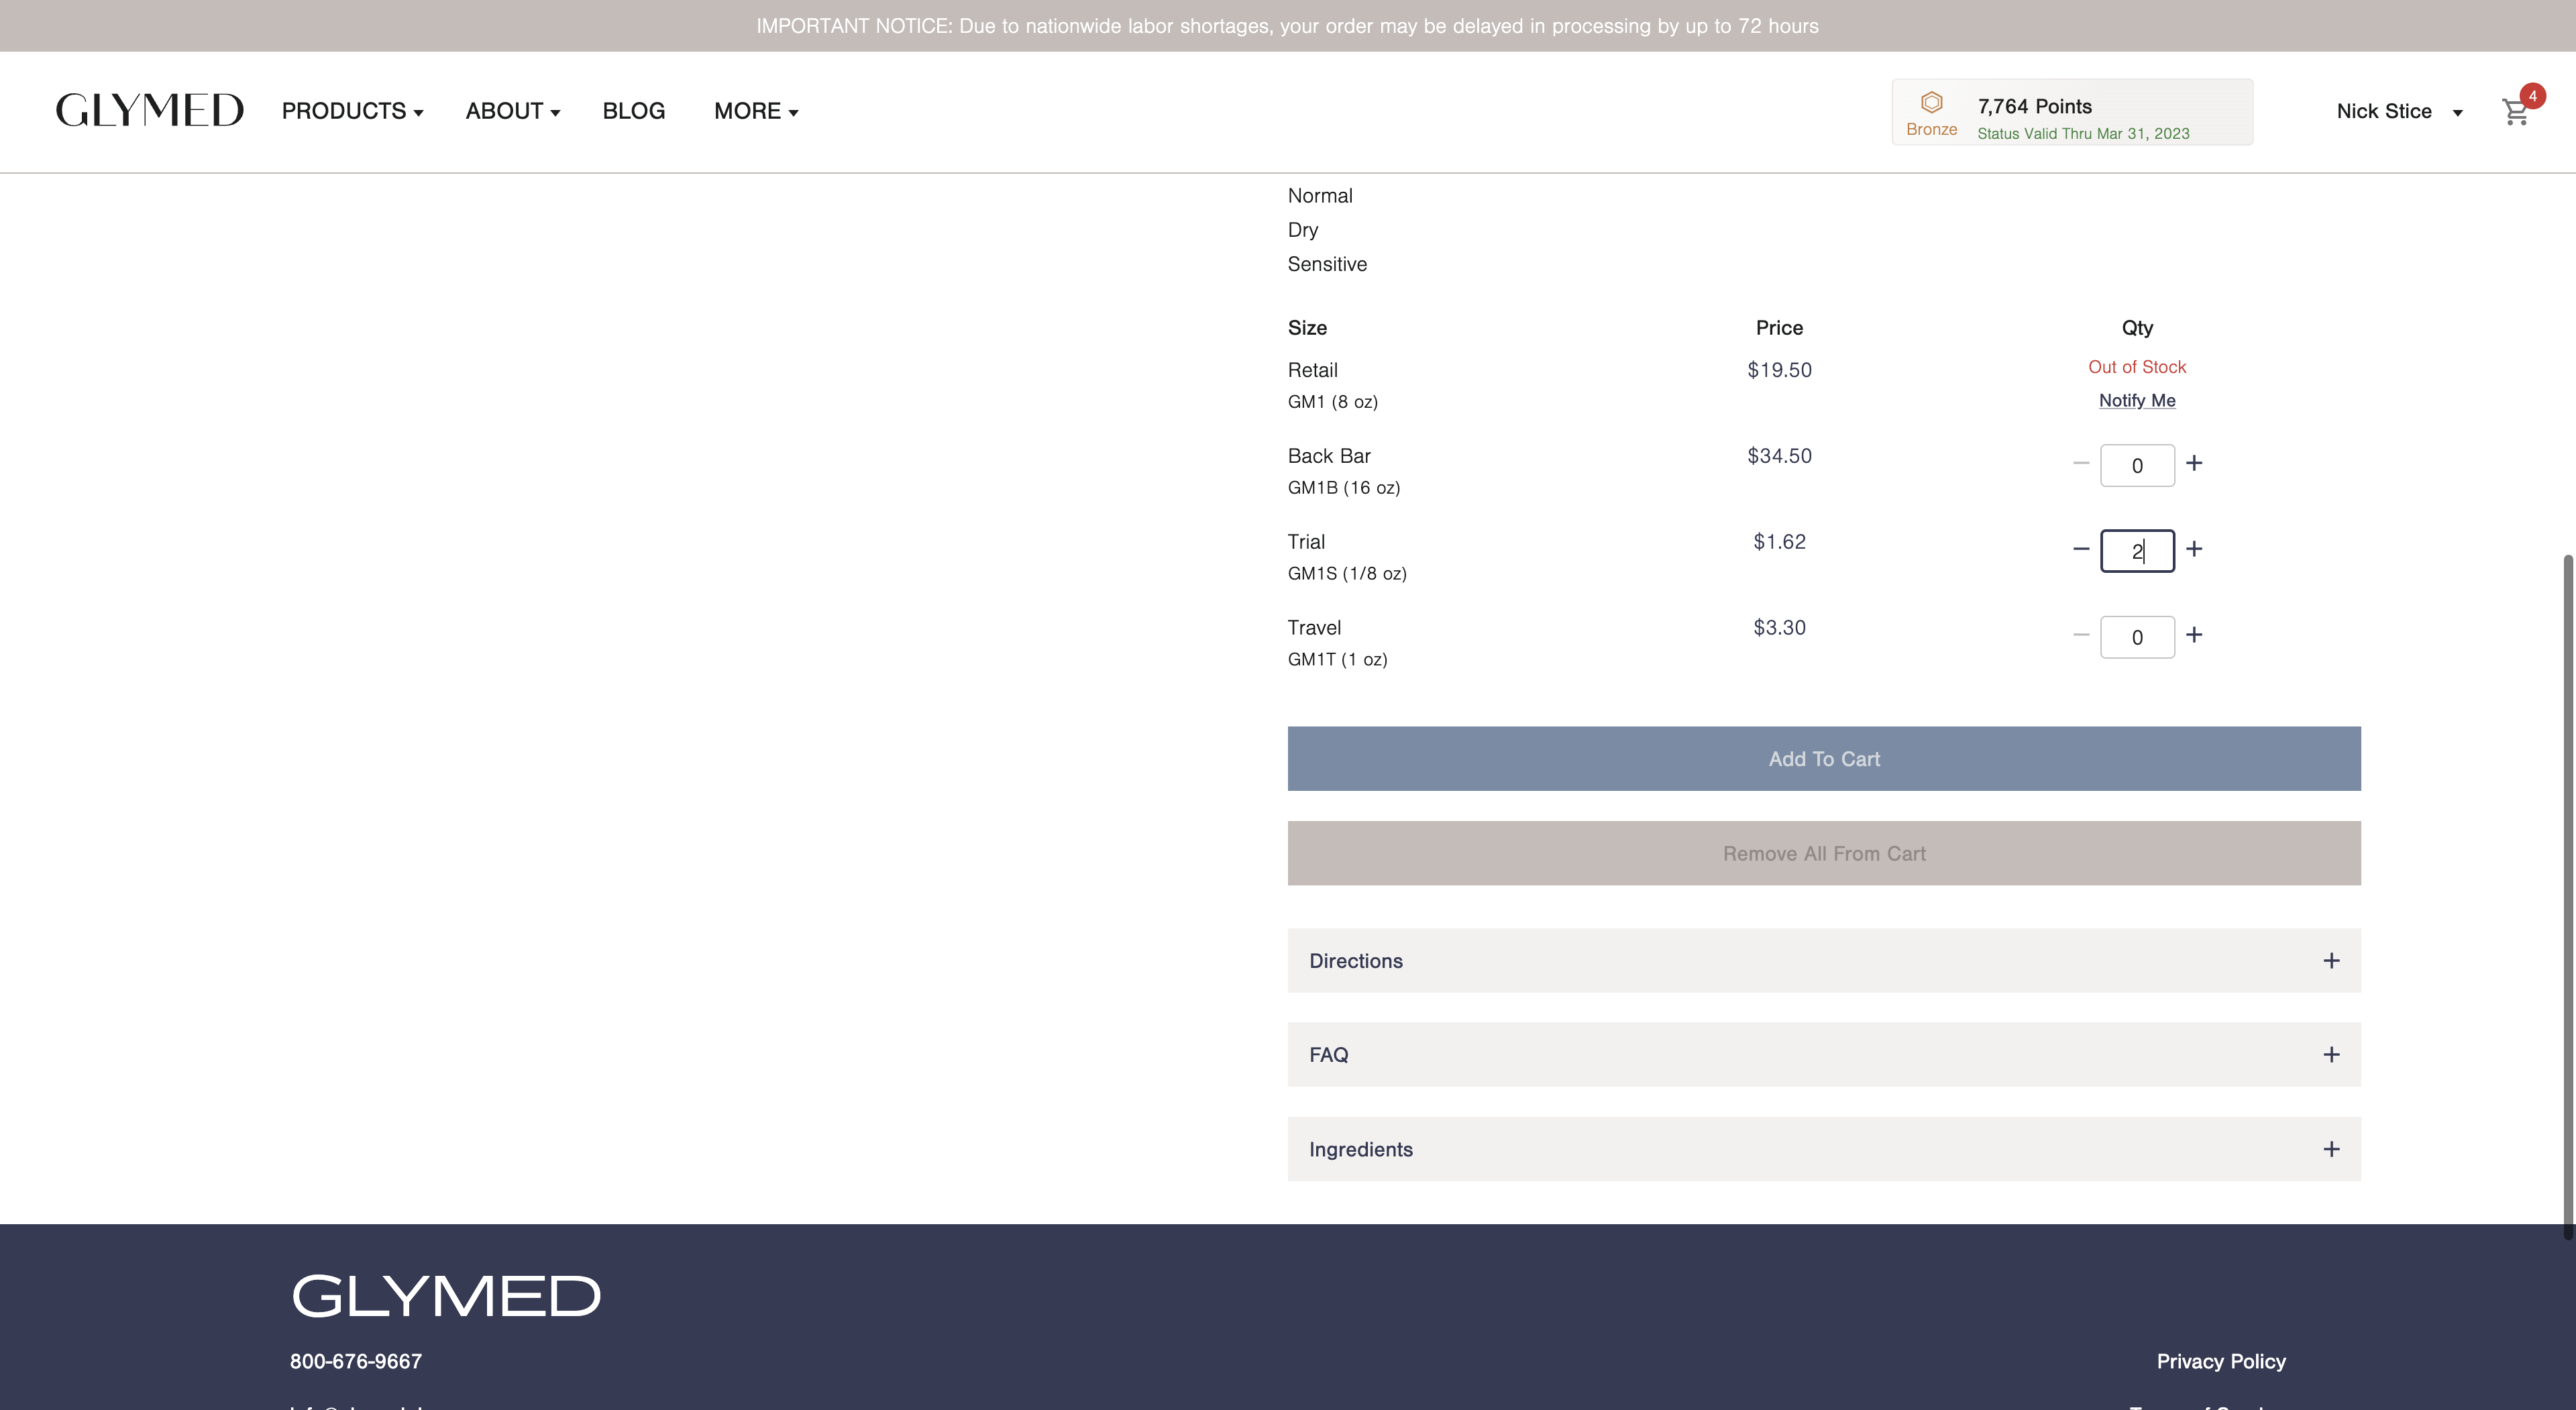 IMPORTANT NOTICE: Due to nationwide labor shortages, your order may be delayed in processing by up to 72 hours
GLYMED PRODUCTS ABOUT BLOG MORE
Bronze
7,764 Points
Status Valid Thru Mar 31, 2023
Nick Stice
4
Normal
Dry
Sensitive
Size Price Qty
Retail $19.50 Out of Stock
GM1 (8 oz) Notify Me
Back Bar $34.50 0
GM1B (16 oz)
Trial $1.62 2
GM1S (1/8 oz)
Travel $3.30 0
GM1T (1 oz)
Add To Cart
Remove All From Cart
Directions
FAQ
Ingredients
GLYMED
800-676-9667 Privacy Policy